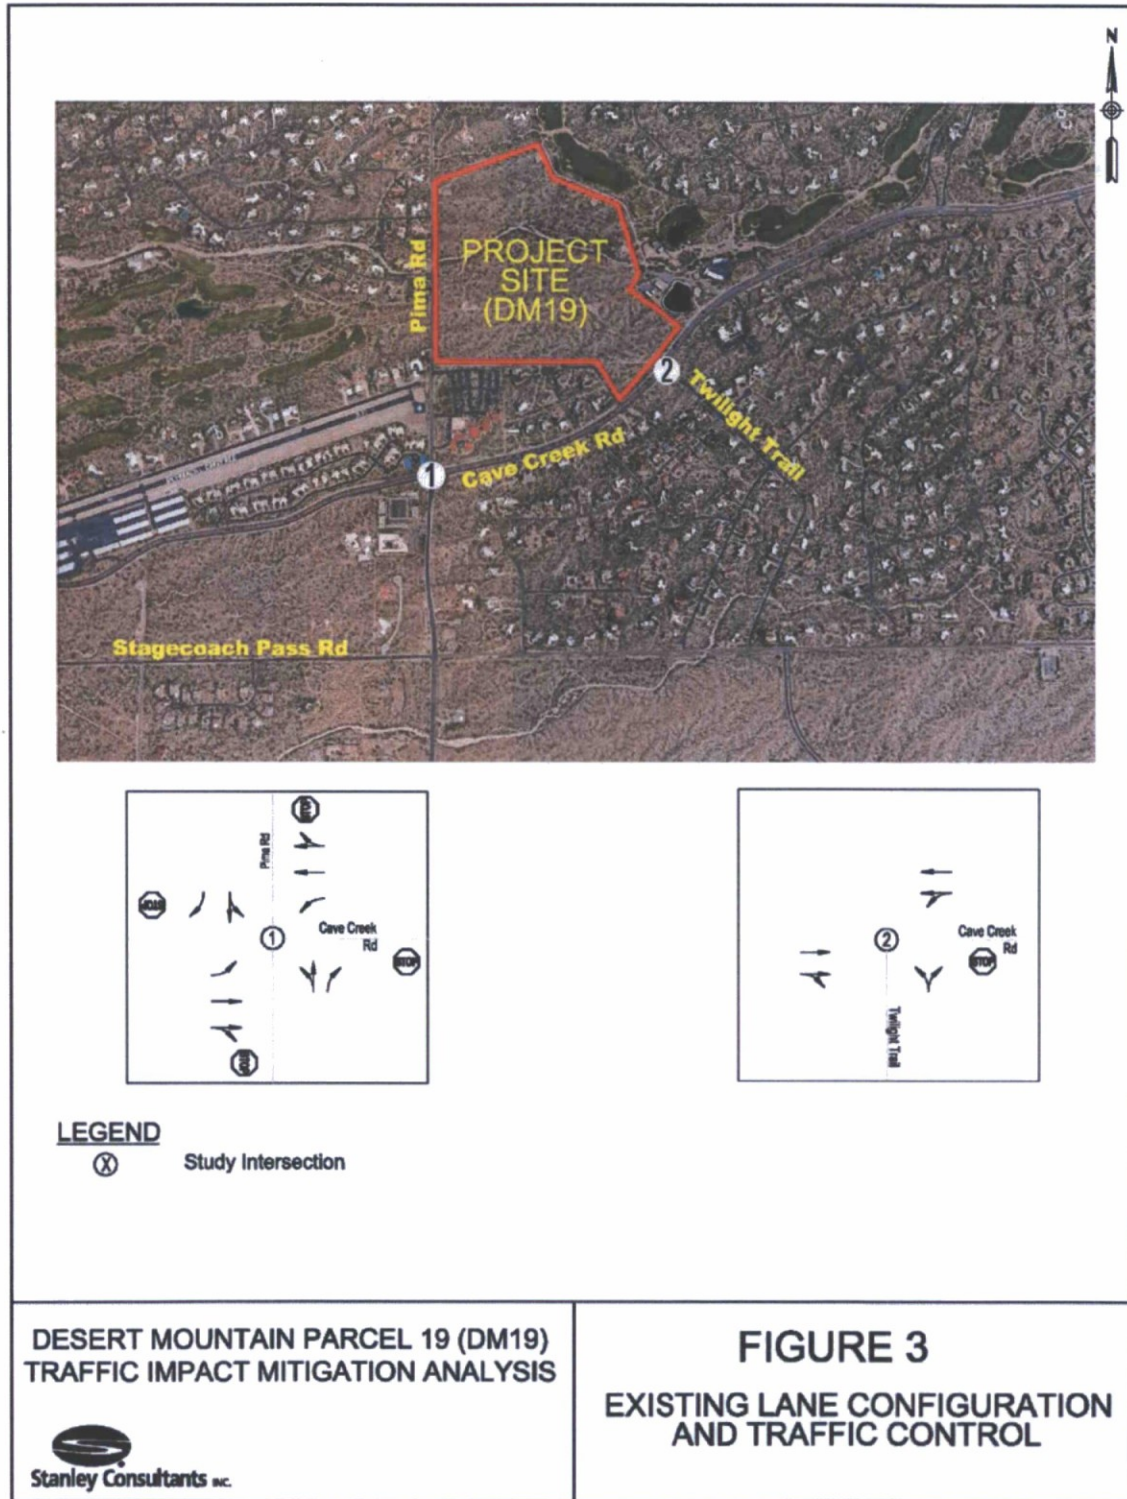 N
PROJECT
SITE
(DM19)
Pima Rd
2
Twilight Trail
Cave Creek Rd
1
Stagecoach Pass Rd
STOP
Pima Rd
STOP
Cave Creek
Rd
1
STOP
STOP
Cave Creek
Rd
2
STOP
Twilight Trail
LEGEND
X
Study Intersection
DESERT MOUNTAIN PARCEL 19 (DM19)
TRAFFIC IMPACT MITIGATION ANALYSIS
Stanley Consultants INC.
FIGURE 3
EXISTING LANE CONFIGURATION
AND TRAFFIC CONTROL